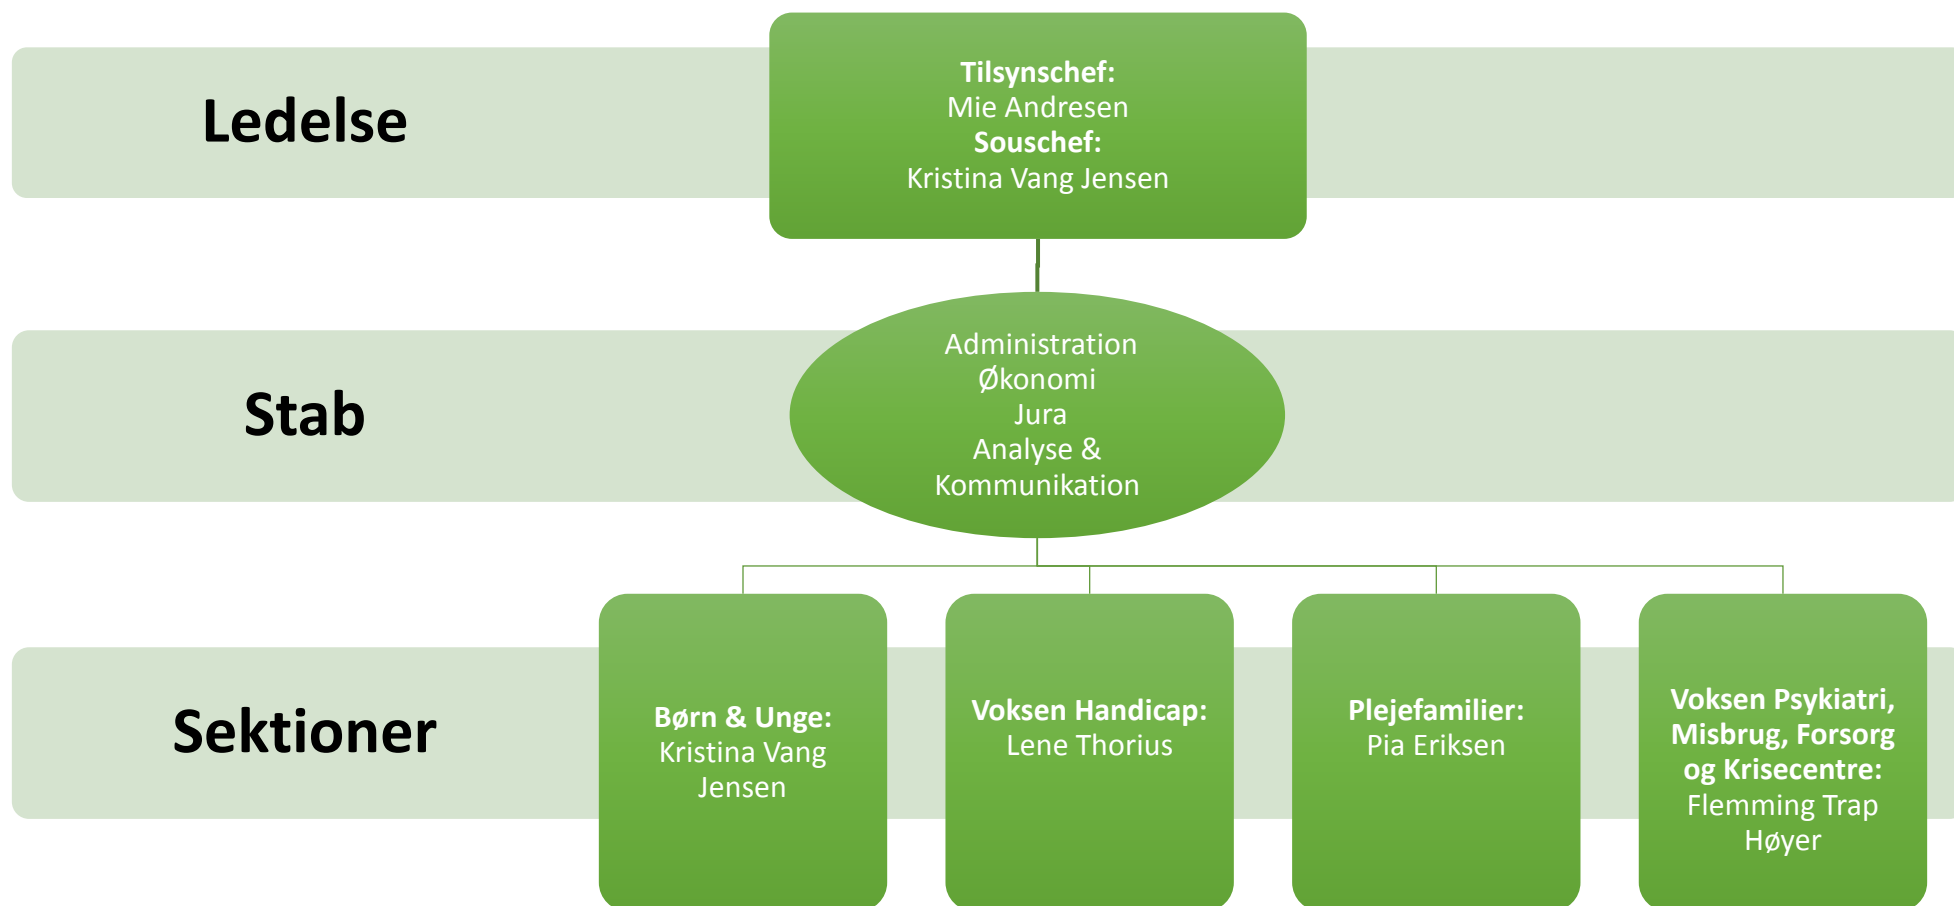 Ledelse
Tilsynschef:
Mie Andresen
Souschef:
Kristina Vang Jensen
Stab
Administration
Økonomi
Jura
Analyse &
Kommunikation
Sektioner
Børn & Unge:
Kristina Vang
Jensen
Voksen Handicap:
Lene Thorius
Plejefamilier:
Pia Eriksen
Voksen Psykiatri,
Misbrug, Forsorg
og Krisecentre:
Flemming Trap
Høyer